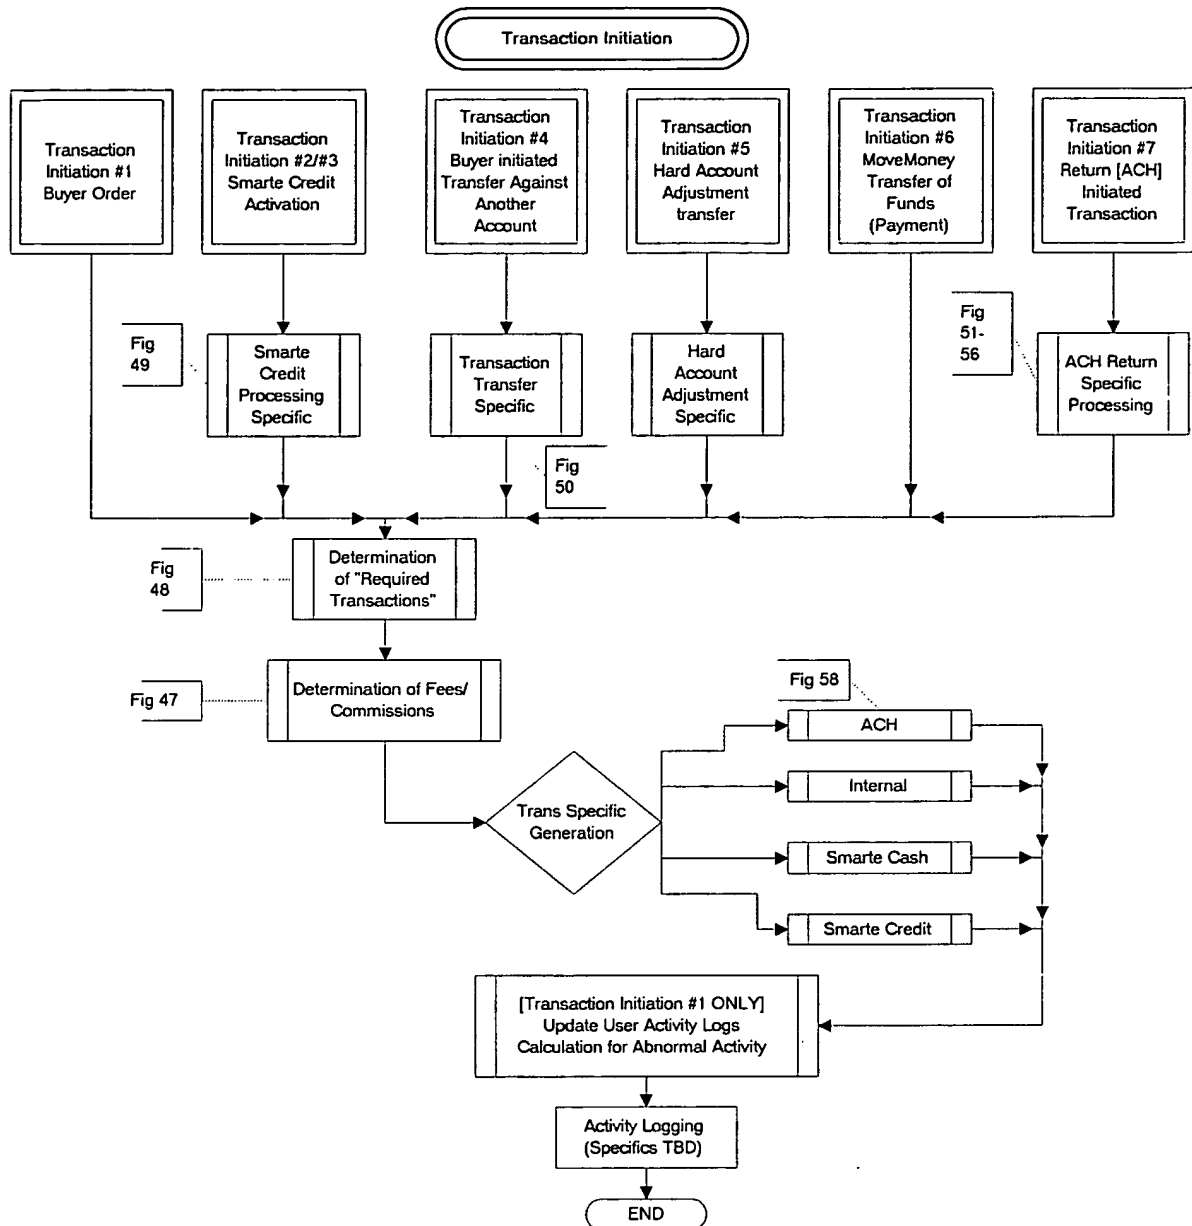 Transaction Initiation
Transaction
Initiation #1
Buyer Order
Transaction
Initiation #2/#3
Smarte Credit
Activation
Transaction
Initiation #4
Buyer initiated
Transfer Against
Another
Account
Transaction
Initiation #5
Hard Account
Adjustment
transfer
Transaction
Initiation #6
MoveMoney
Transfer of
Funds
(Payment)
Transaction
Initiation #7
Return [ACH]
Initiated
Transaction
Fig
49
Smarte
Credit
Processing
Specific
Transaction
Transfer
Specific
Hard
Account
Adjustment
Specific
Fig
51-
56
ACH Return
Specific
Processing
Fig
50
Fig
48
Determination
of "Required
Transactions"
Fig 47
Determination of Fees/
Commissions
Fig 58
Trans Specific
Generation
ACH
Internal
Smarte Cash
Smarte Credit
[Transaction Initiation #1 ONLY]
Update User Activity Logs
Calculation for Abnormal Activity
Activity Logging
(Specifics TBD)
END